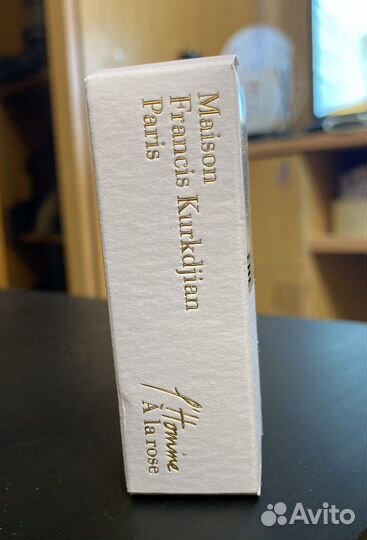 Maison
Francis Kurkdjian
Paris
l'Homme
À la rose
Avito